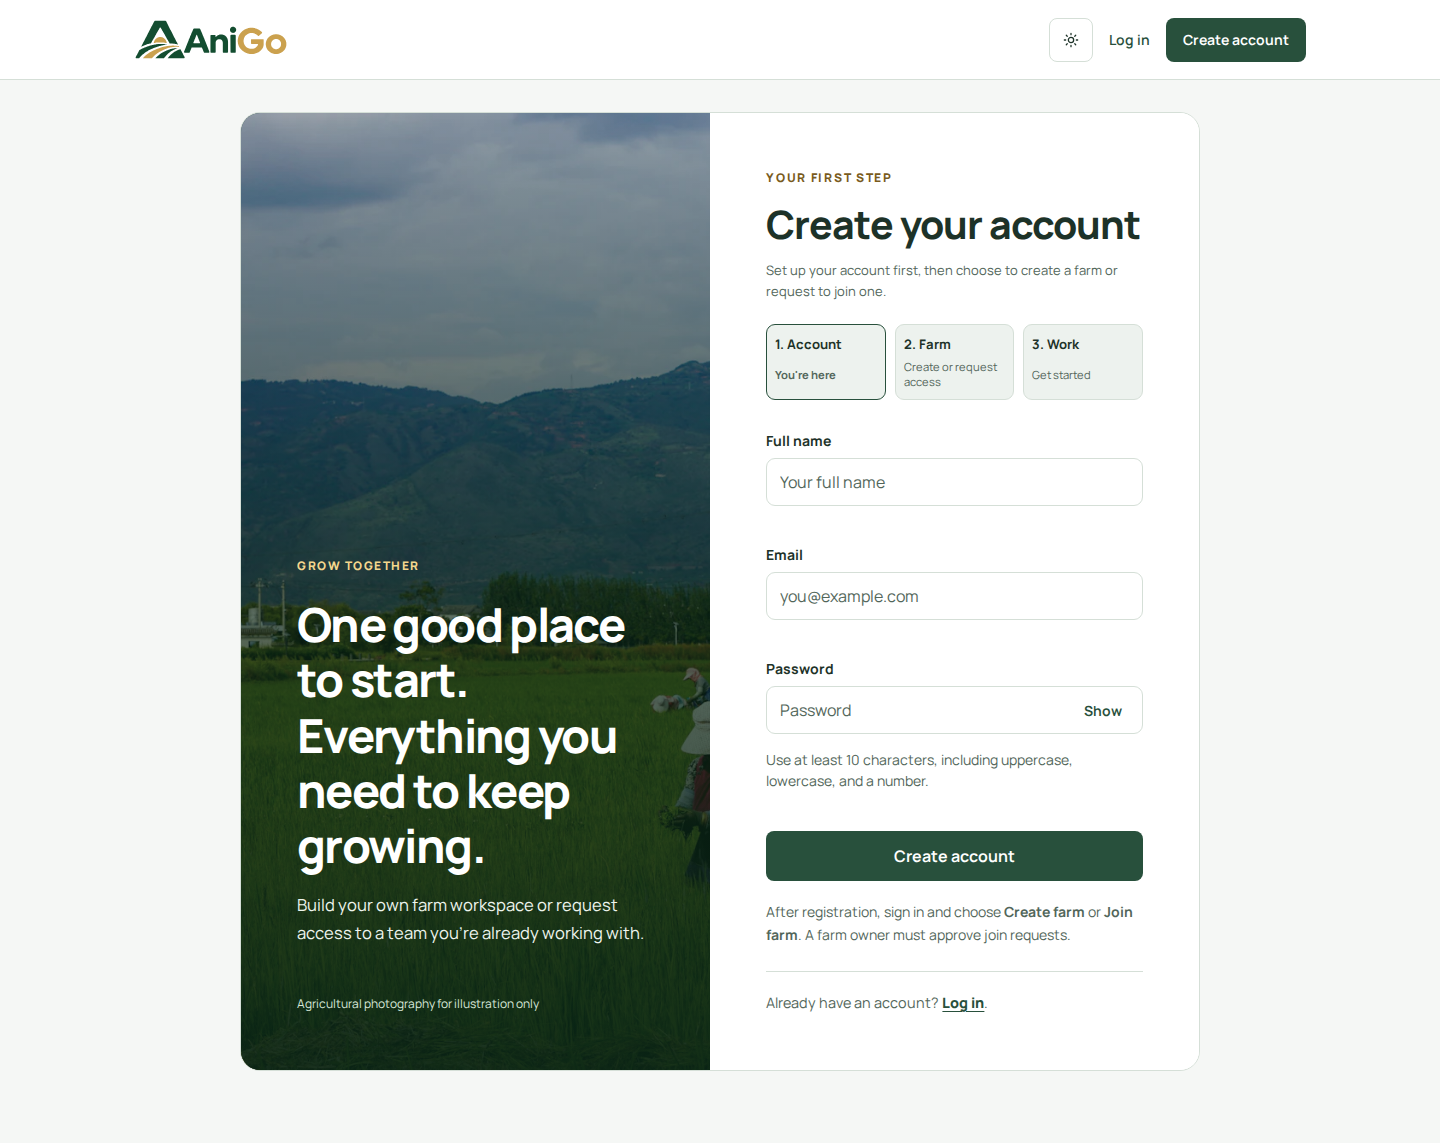 AniGo
Log in
Create account
GROW TOGETHER
One good place
to start.
Everything you
need to keep
growing.
Build your own farm workspace or request
access to a team you're already working with.
Agricultural photography for illustration only
YOUR FIRST STEP
Create your account
Set up your account first, then choose to create a farm or
request to join one.
1. Account
You're here
2. Farm
Create or request
access
3. Work
Get started
Full name
Your full name
Email
you@example.com
Password
Password
Show
Use at least 10 characters, including uppercase,
lowercase, and a number.
Create account
After registration, sign in and choose Create farm or Join
farm. A farm owner must approve join requests.
Already have an account? Log in.